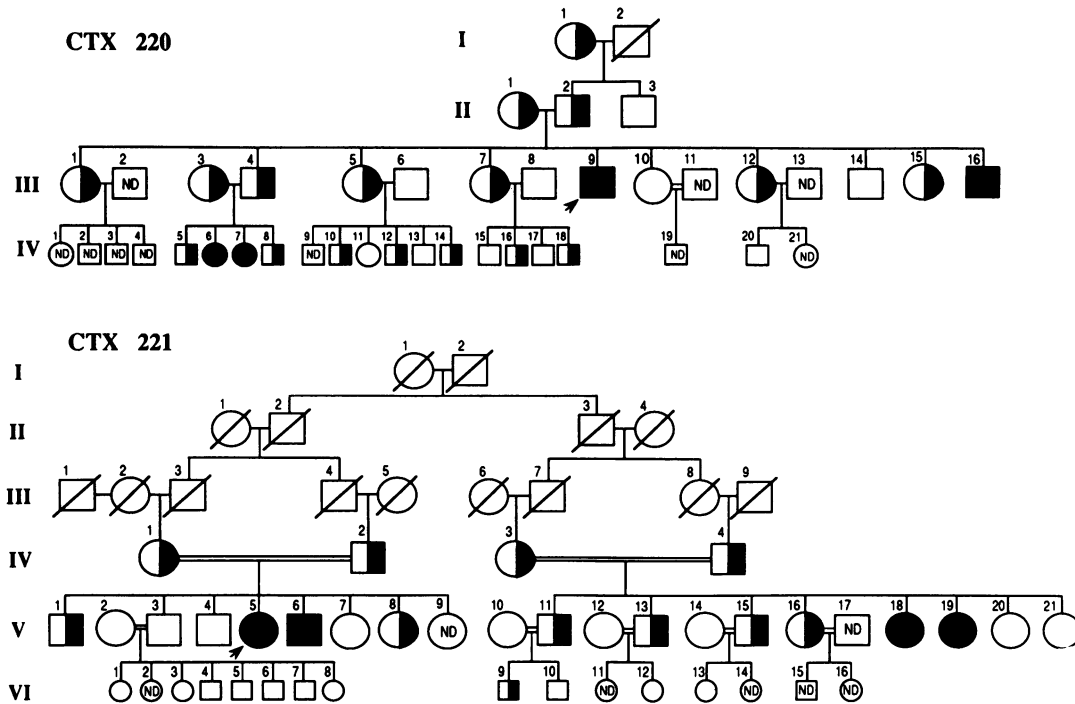 1 2
CTX 220 I
1 2 3
II
1 2 3 4 5 6 7 8 9 10 11 12 13 14 15 16
III ND ND ND
1 2 3 4 5 6 7 8 9 10 11 12 13 14 15 16 17 18 19 20 21
IV ND ND ND ND ND ND ND
CTX 221
1 2
I
1 2 3 4
II
1 2 3 4 5 6 7 8 9
III
1 2 3 4
IV
1 2 3 4 5 6 7 8 9 10 11 12 13 14 15 16 17 18 19 20 21
V ND ND
1 2 3 4 5 6 7 8 9 10 11 12 13 14 15 16
VI ND ND ND ND ND